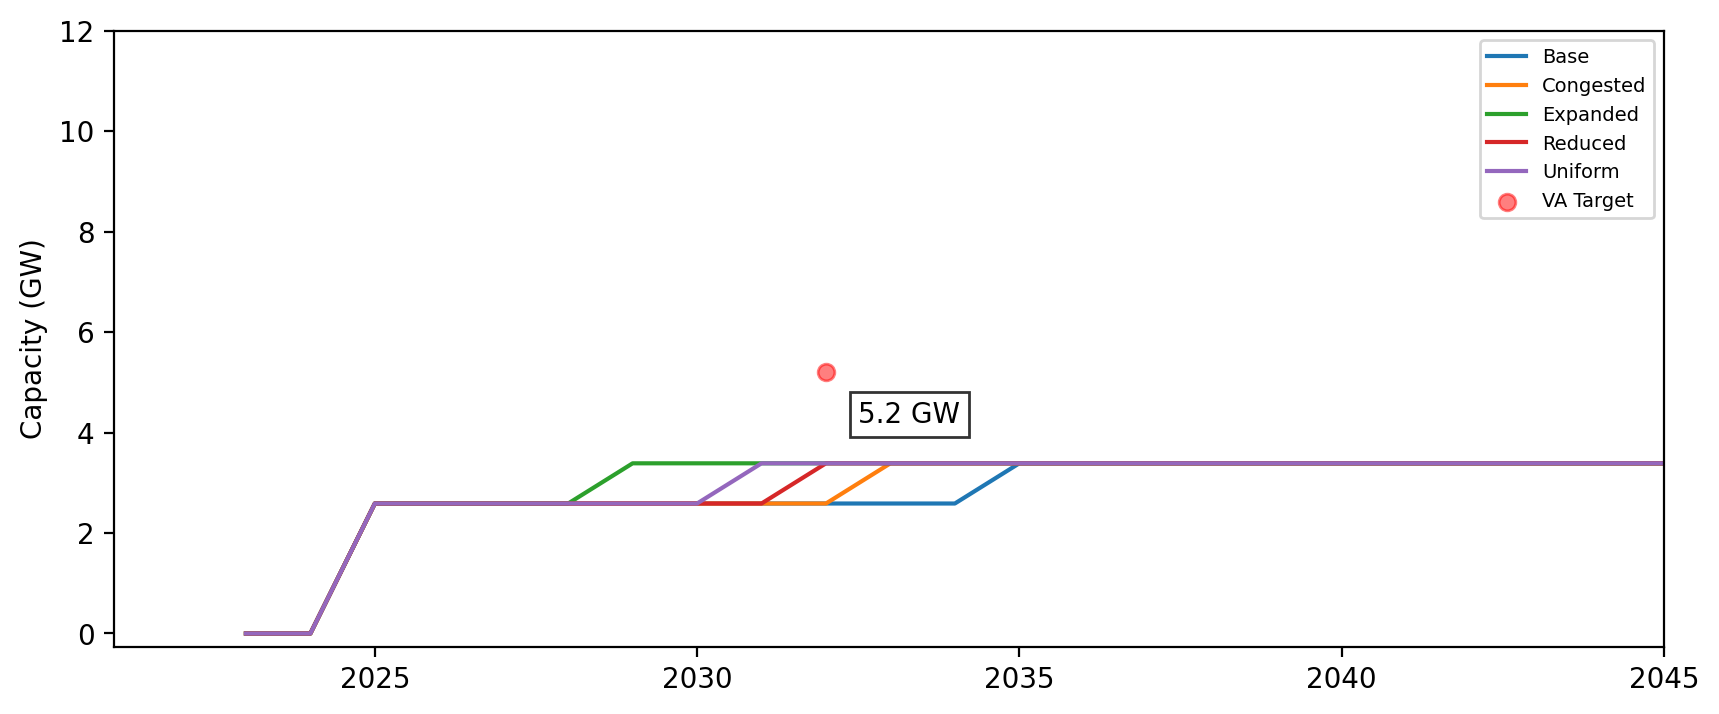 12
10
8
6
4
2
0
Capacity (GW)
Base
Congested
Expanded
Reduced
Uniform
VA Target
5.2 GW
2025
2030
2035
2040
2045